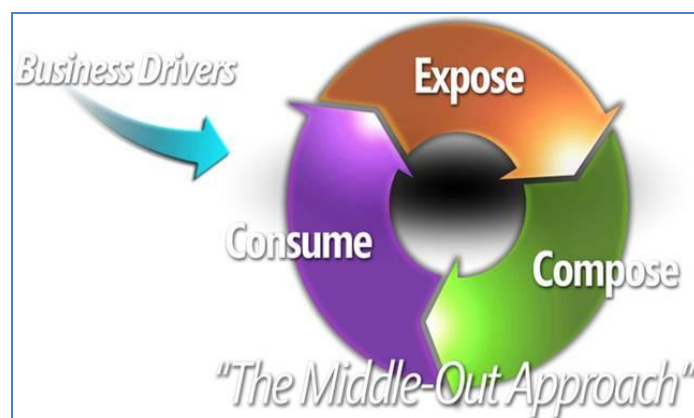 Business Drivers
Expose
Consume
Compose
"The Middle-Out Approach"